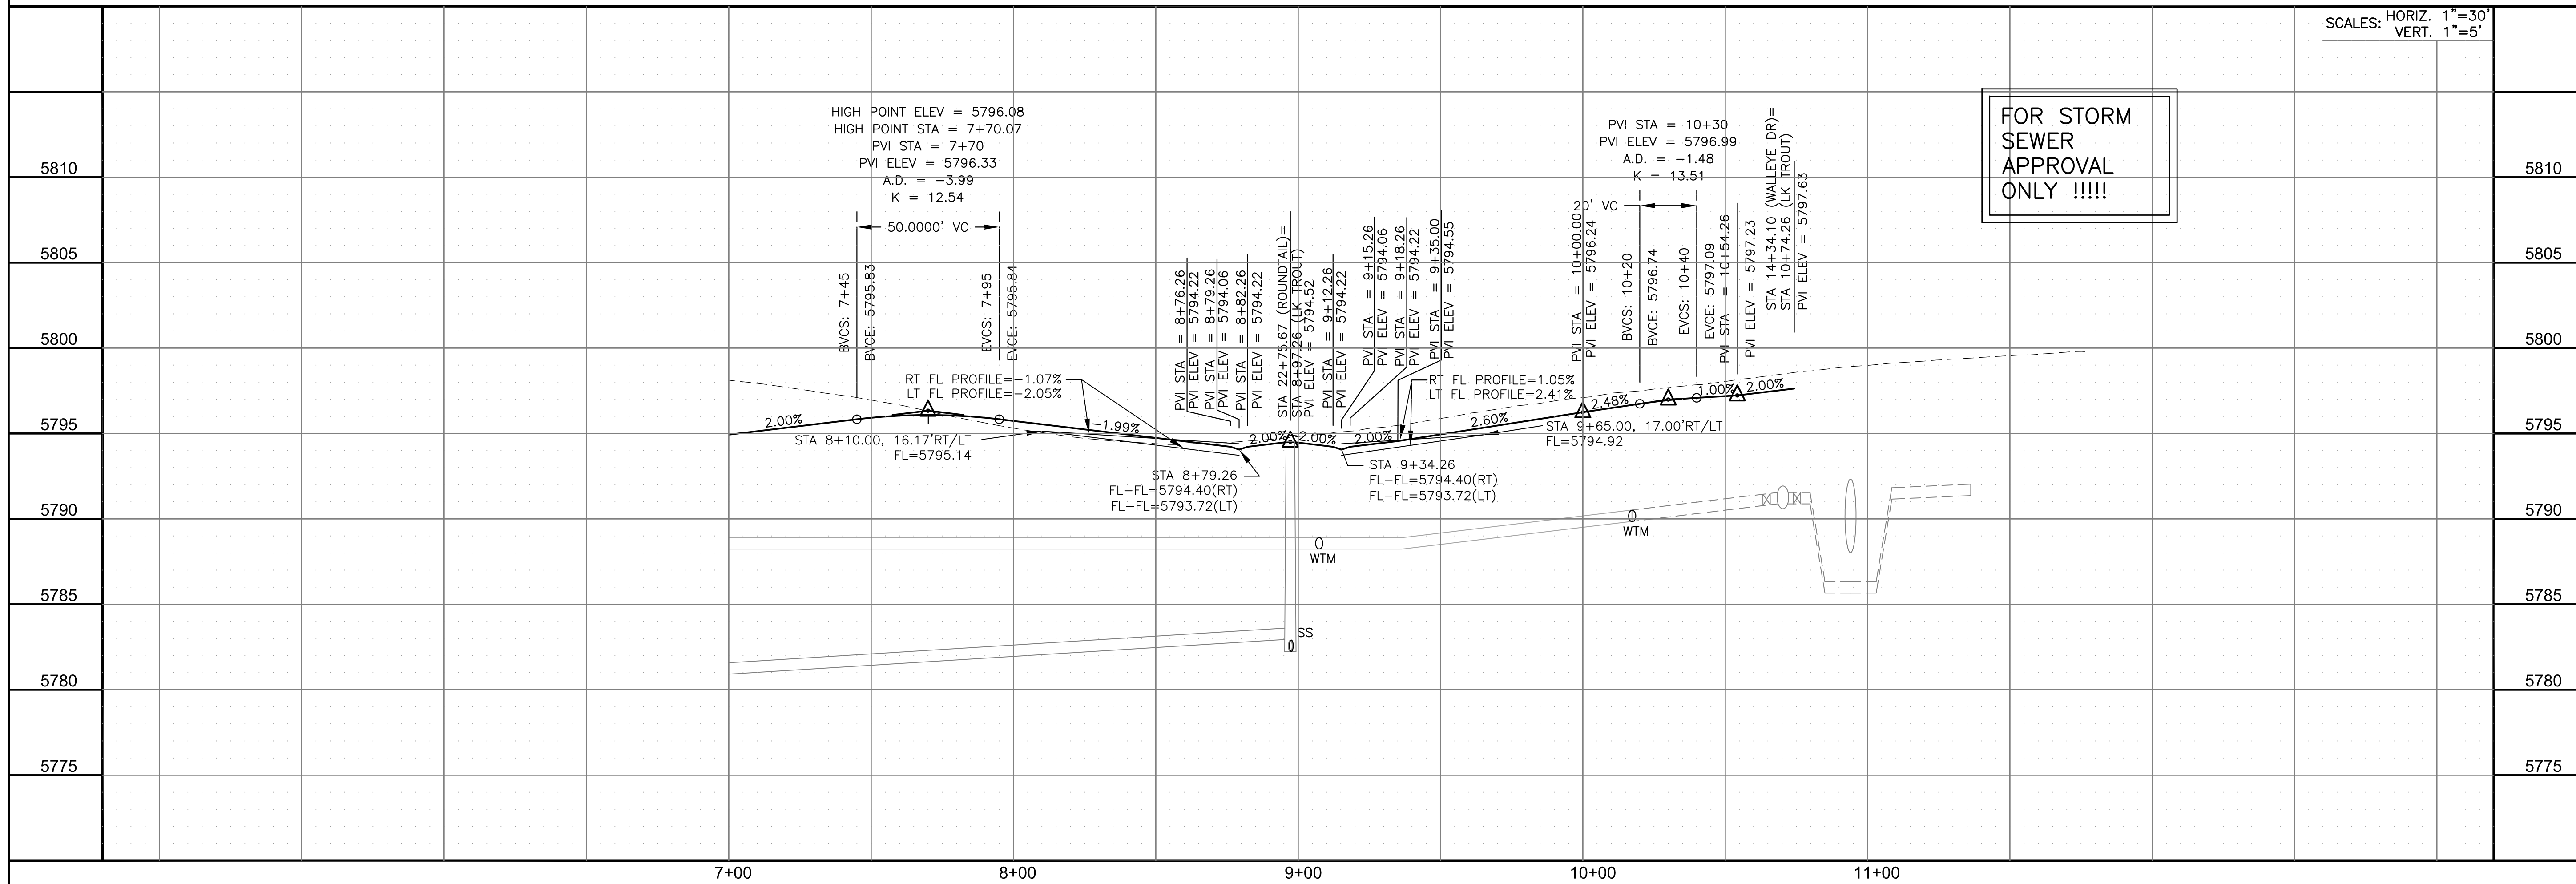 SCALES: HORIZ. 1"=30'
VERT. 1"=5'
FOR STORM
SEWER
APPROVAL
ONLY !!!!!
HIGH POINT ELEV = 5796.08
HIGH POINT STA = 7+70.07
PVI STA = 7+70
PVI ELEV = 5796.33
A.D. = -3.99
K = 12.54
50.0000' VC
BVCS: 7+45
BVCE: 5795.83
EVCS: 7+95
EVCE: 5795.84
PVI STA = 8+76.26
PVI ELEV = 5794.22
PVI STA = 8+79.26
PVI ELEV = 5794.06
PVI STA = 8+82.26
PVI ELEV = 5794.22
STA 22+75.67 (ROUNDTAIL)=
STA 8+97.26 (LK TROUT)
PVI ELEV = 5794.52
PVI STA = 9+12.26
PVI ELEV = 5794.22
PVI STA = 9+15.26
PVI ELEV = 5794.06
PVI STA = 9+18.26
PVI ELEV = 5794.22
PVI STA = 9+35.00
PVI ELEV = 5794.55
PVI STA = 10+30
PVI ELEV = 5796.99
A.D. = -1.48
K = 13.51
20' VC
PVI STA = 10+00.00
PVI ELEV = 5796.24
BVCS: 10+20
BVCE: 5796.74
EVCS: 10+40
EVCE: 5797.09
PVI STA = 10+54.26
PVI ELEV = 5797.23
STA 14+34.10 (WALLEYE DR)=
STA 10+74.26 (LK TROUT)
PVI ELEV = 5797.63
RT FL PROFILE=-1.07%
LT FL PROFILE=-2.05%
RT FL PROFILE=1.05%
LT FL PROFILE=2.41%
2.00%
-1.99%
2.00%
-2.00%
2.00%
2.60%
2.48%
1.00%
2.00%
STA 8+10.00, 16.17'RT/LT
FL=5795.14
STA 8+79.26
FL-FL=5794.40(RT)
FL-FL=5793.72(LT)
STA 9+34.26
FL-FL=5794.40(RT)
FL-FL=5793.72(LT)
STA 9+65.00, 17.00'RT/LT
FL=5794.92
WTM
WTM
SS
5810
5805
5800
5795
5790
5785
5780
5775
5810
5805
5800
5795
5790
5785
5780
5775
7+00
8+00
9+00
10+00
11+00